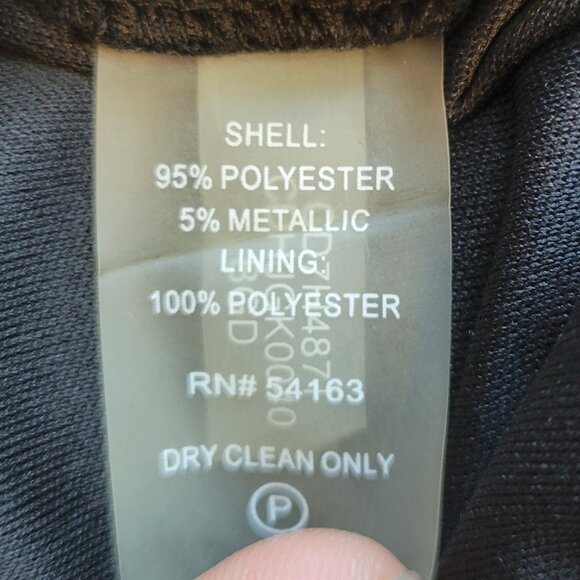 SHELL:
95% POLYESTER
5% METALLIC
LINING:
100% POLYESTER
RN# 54163
DRY CLEAN ONLY
P